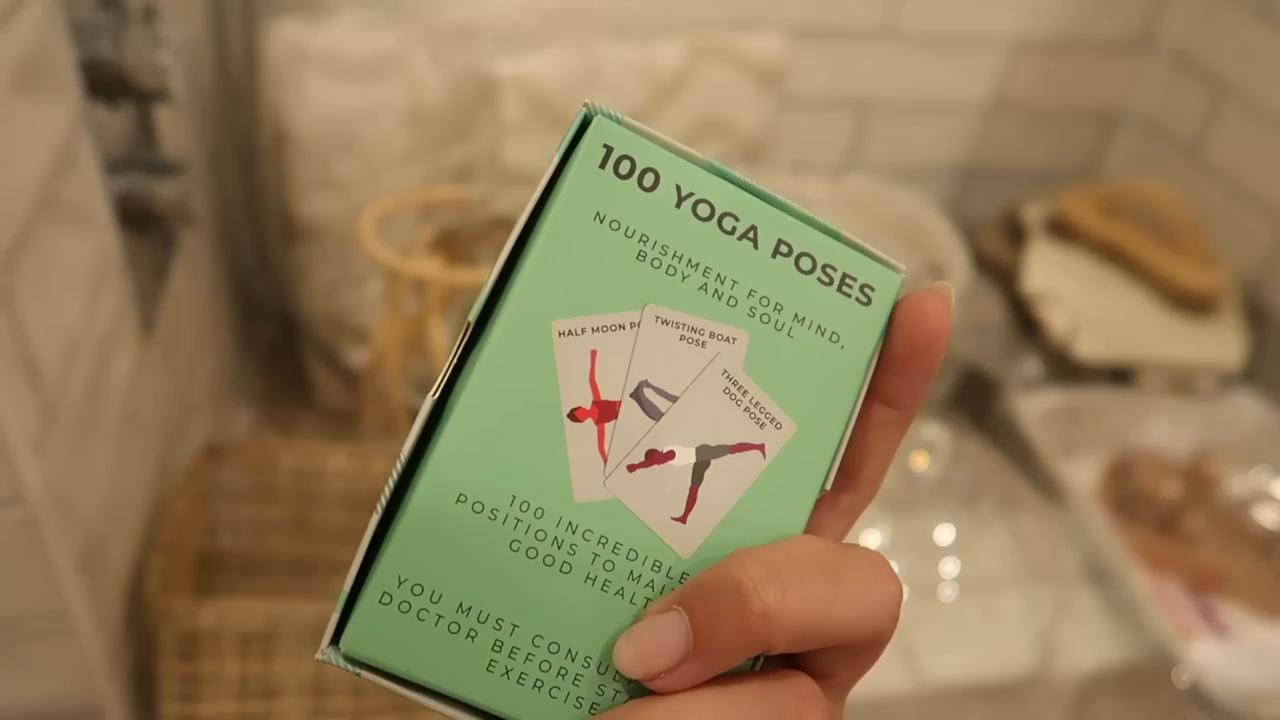 100 YOGA POSES
NOURISHMENT FOR MIND,
BODY AND SOUL
HALF MOON
TWISTING BOAT
POSE
THREE LEGGED
DOG POSE
100 INCREDIBLE
POSITIONS TO
GOOD
YOU MUST
DOCTOR BEFORE
EXERCISE